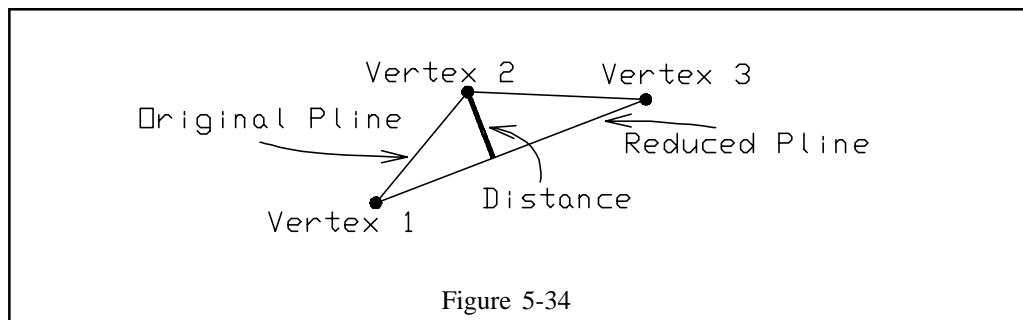 Vertex 2
Vertex 3
Original Pline
Reduced Pline
Distance
Vertex 1
Figure 5-34